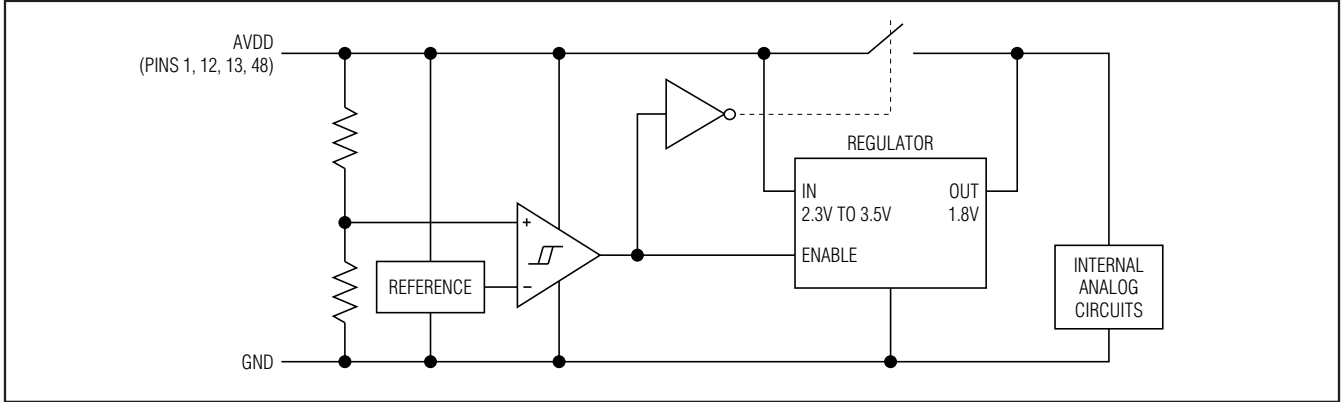 AVDD
(PINS 1, 12, 13, 48)
REGULATOR
IN
2.3V TO 3.5V
OUT
1.8V
+
ENABLE
REFERENCE
−
INTERNAL
ANALOG
CIRCUITS
GND